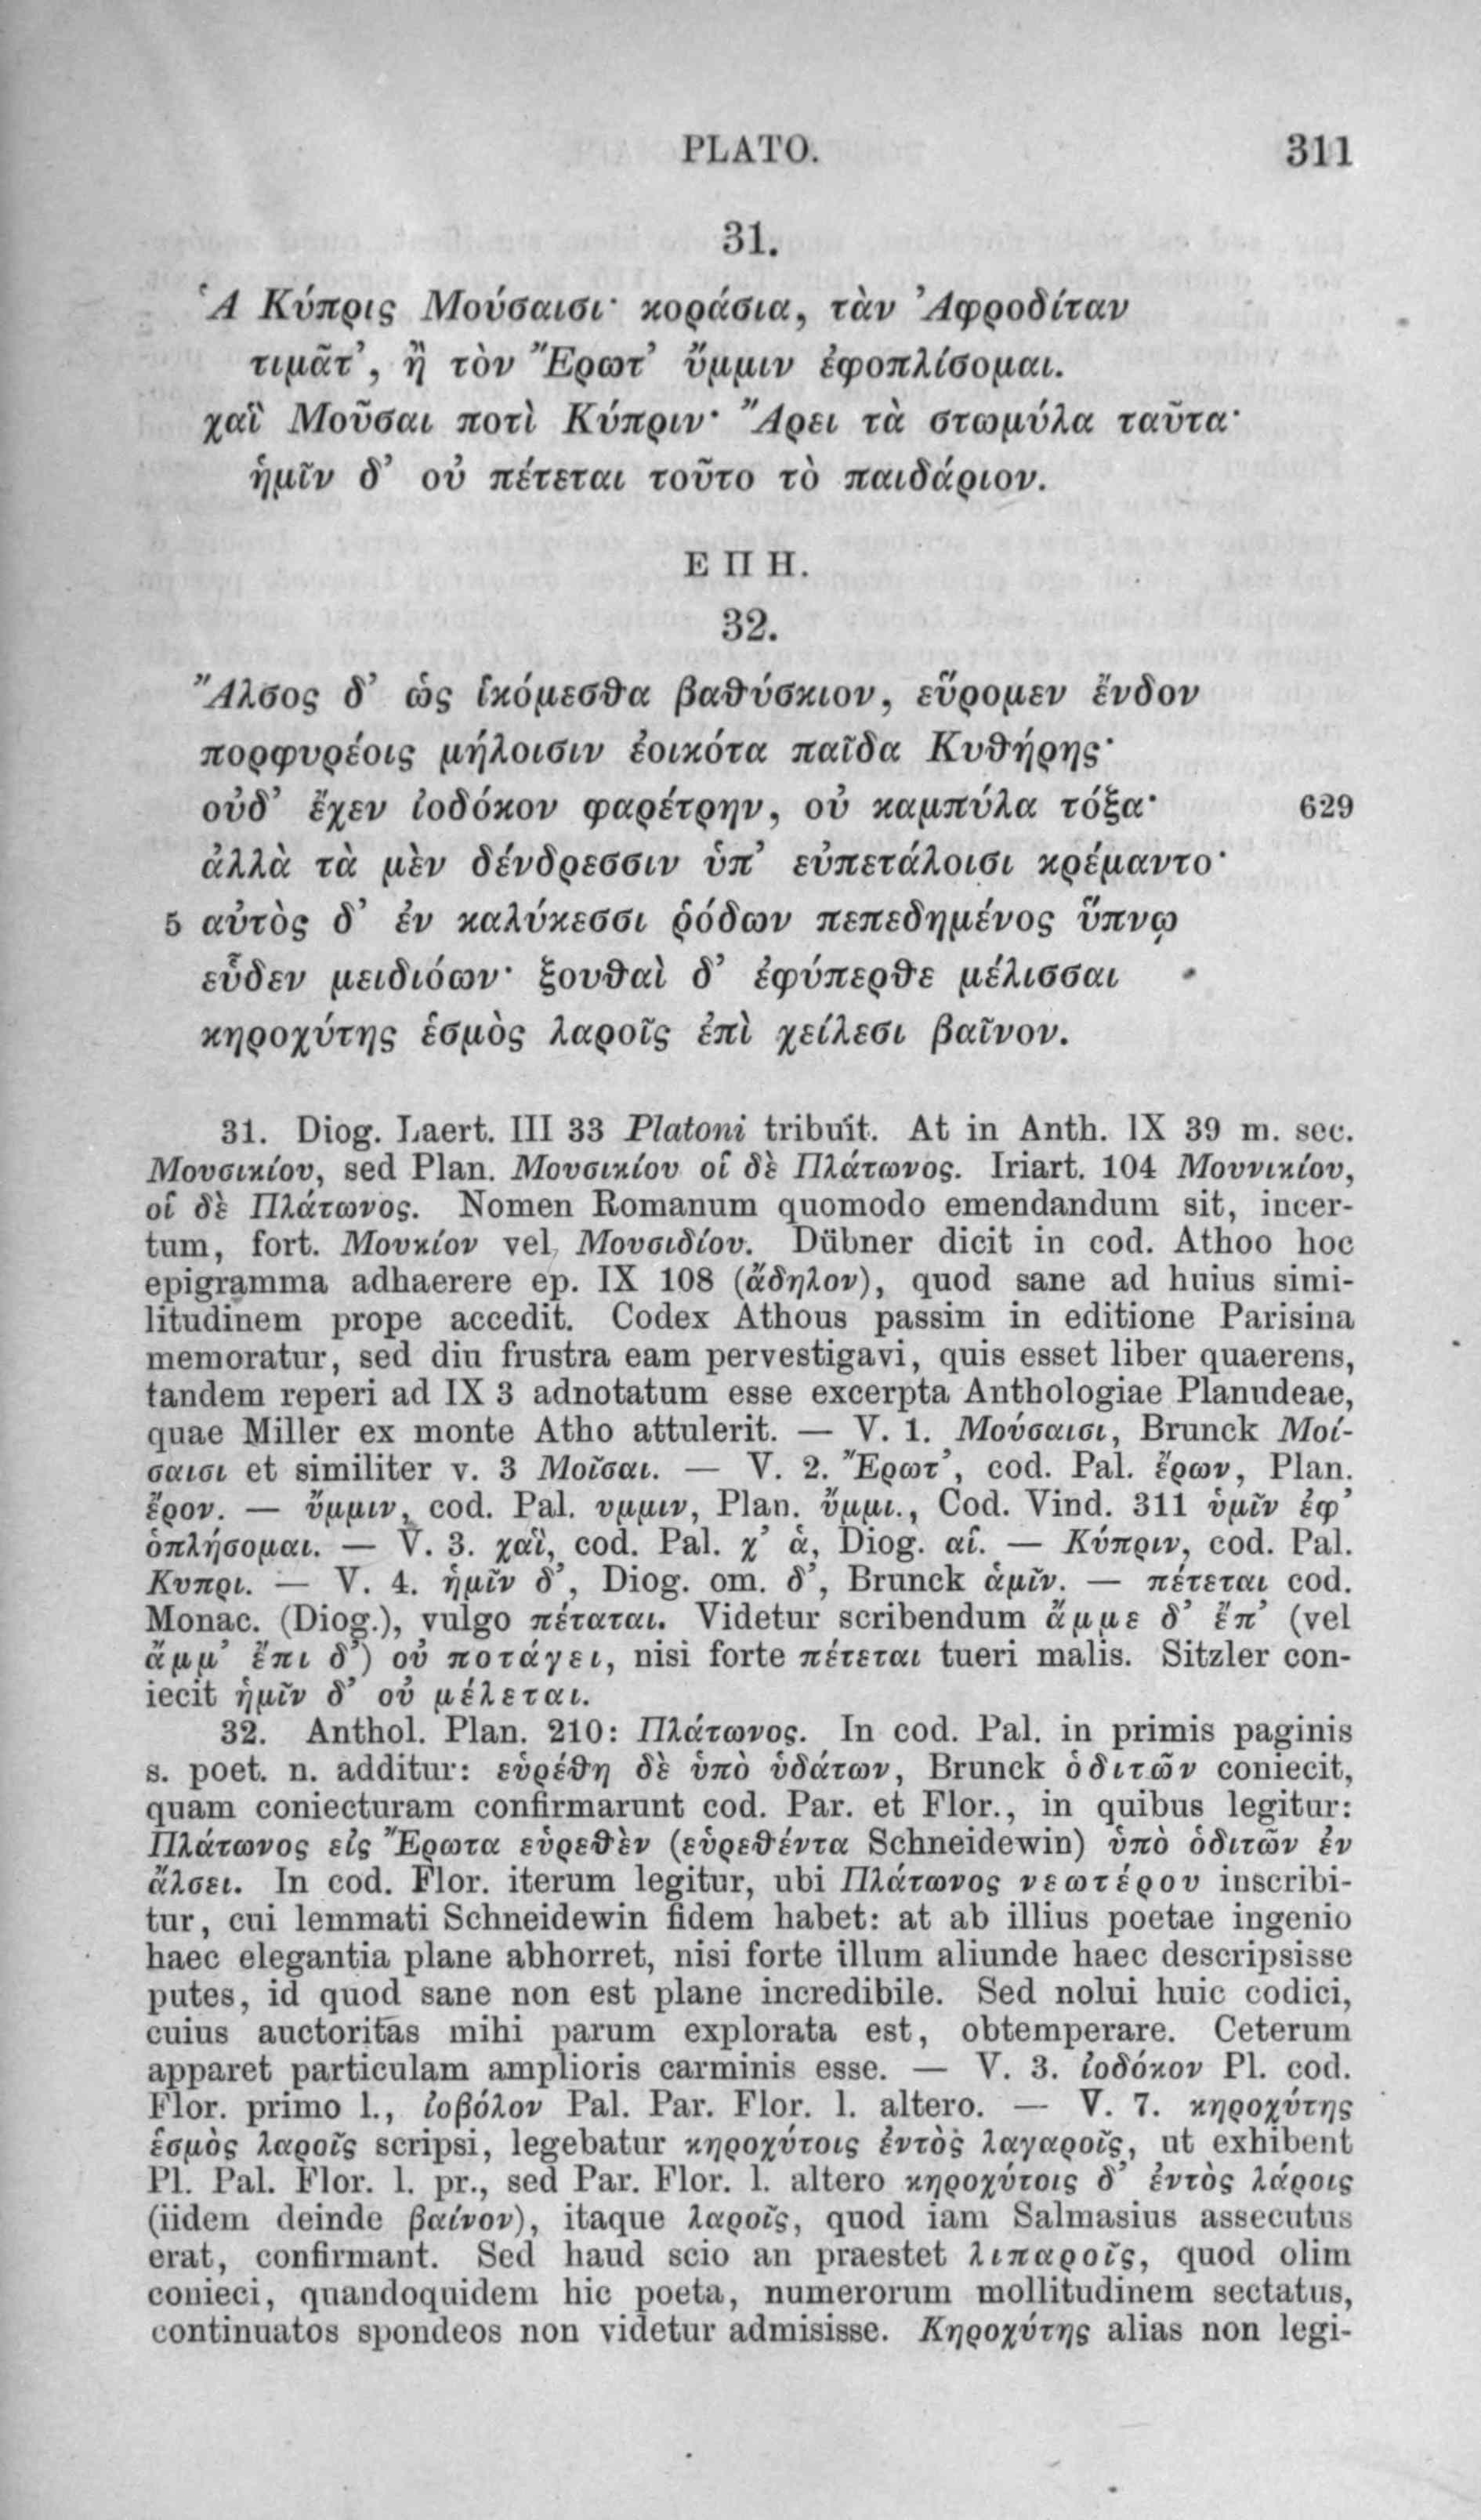 PLATO. 311
31.
Ἁ Κύπρις Μούσαισι· κοράσια, τὰν Ἀφροδίταν
τιμᾶτ', ἢ τὸν Ἔρωτ' ὔμμιν ἐφοπλίσομαι.
χαἲ Μοῦσαι ποτὶ Κύπριν· Ἄρει τὰ στωμύλα ταῦτα·
ἡμῖν δ' οὐ πέτεται τοῦτο τὸ παιδάριον.
ΕΠΗ.
32.
Ἄλσος δ' ὡς ἱκόμεσθα βαθύσκιον, εὕρομεν ἔνδον
πορφυρέοις μήλοισιν ἐοικότα παῖδα Κυθήρης·
οὐδ' ἔχεν ἰοδόκον φαρέτρην, οὐ καμπύλα τόξα· 629
ἀλλὰ τὰ μὲν δένδρεσσιν ὑπ' εὐπετάλοισι κρέμαντο·
5 αὐτὸς δ' ἐν καλύκεσσι ῥόδων πεπεδημένος ὕπνῳ
εὗδεν μειδιόων· ξουθαὶ δ' ἐφύπερθε μέλισσαι
κηροχύτης ἑσμὸς λαροῖς ἐπὶ χείλεσι βαῖνον.
31. Diog. Laert. III 33 Platoni tribuit. At in Anth. IX 39 m. sec.
Μουσικίου, sed Plan. Μουσικίου οἱ δὲ Πλάτωνος. Iriart. 104 Μουνικίου,
οἱ δὲ Πλάτωνος. Nomen Romanum quomodo emendandum sit, incer-
tum, fort. Μουκίου vel Μουσιδίου. Dübner dicit in cod. Athoo hoc
epigramma adhaerere ep. IX 108 (ἄδηλον), quod sane ad huius simi-
litudinem prope accedit. Codex Athous passim in editione Parisina
memoratur, sed diu frustra eam pervestigavi, quis esset liber quaerens,
tandem reperi ad IX 3 adnotatum esse excerpta Anthologiae Planudeae,
quae Miller ex monte Atho attulerit. — V. 1. Μούσαισι, Brunck Μοί-
σαισι et similiter v. 3 Μοῖσαι. — V. 2. Ἔρωτ', cod. Pal. ἔρων, Plan.
ἔρον. — ὔμμιν, cod. Pal. υμμιν, Plan. ὔμμι., Cod. Vind. 311 ὑμῖν ἐφ'
ὁπλήσομαι. — V. 3. χαἲ, cod. Pal. χ' ἁ, Diog. αἱ. — Κύπριν, cod. Pal.
Κυπρι. — V. 4. ἡμῖν δ', Diog. om. δ', Brunck ἁμῖν. — πέτεται cod.
Monac. (Diog.), vulgo πέταται. Videtur scribendum ἄμμε δ' ἔπ' (vel
ἄμμ' ἔπι δ') οὐ ποτάγει, nisi forte πέτεται tueri malis. Sitzler con-
iecit ἡμῖν δ' οὐ μέλεται.
32. Anthol. Plan. 210: Πλάτωνος. In cod. Pal. in primis paginis
s. poet. n. additur: εὑρέθη δὲ ὑπὸ ὑδάτων, Brunck ὁδιτῶν coniecit,
quam coniecturam confirmarunt cod. Par. et Flor., in quibus legitur:
Πλάτωνος εἰς Ἔρωτα εὑρεθὲν (εὑρεθέντα Schneidewin) ὑπὸ ὁδιτῶν ἐν
ἄλσει. In cod. Flor. iterum legitur, ubi Πλάτωνος νεωτέρου inscribi-
tur, cui lemmati Schneidewin fidem habet: at ab illius poetae ingenio
haec elegantia plane abhorret, nisi forte illum aliunde haec descripsisse
putes, id quod sane non est plane incredibile. Sed nolui huic codici,
cuius auctoritas mihi parum explorata est, obtemperare. Ceterum
apparet particulam amplioris carminis esse. — V. 3. ἰοδόκον Pl. cod.
Flor. primo l., ἰοβόλον Pal. Par. Flor. l. altero. — V. 7. κηροχύτης
ἑσμὸς λαροῖς scripsi, legebatur κηροχύτοις ἐντὸς λαγαροῖς, ut exhibent
Pl. Pal. Flor. l. pr., sed Par. Flor. l. altero κηροχύτοις δ' ἐντὸς λάροις
(iidem deinde βαίνον), itaque λαροῖς, quod iam Salmasius assecutus
erat, confirmant. Sed haud scio an praestet λιπαροῖς, quod olim
conieci, quandoquidem hic poeta, numerorum mollitudinem sectatus,
continuatos spondeos non videtur admisisse. Κηροχύτης alias non legi-